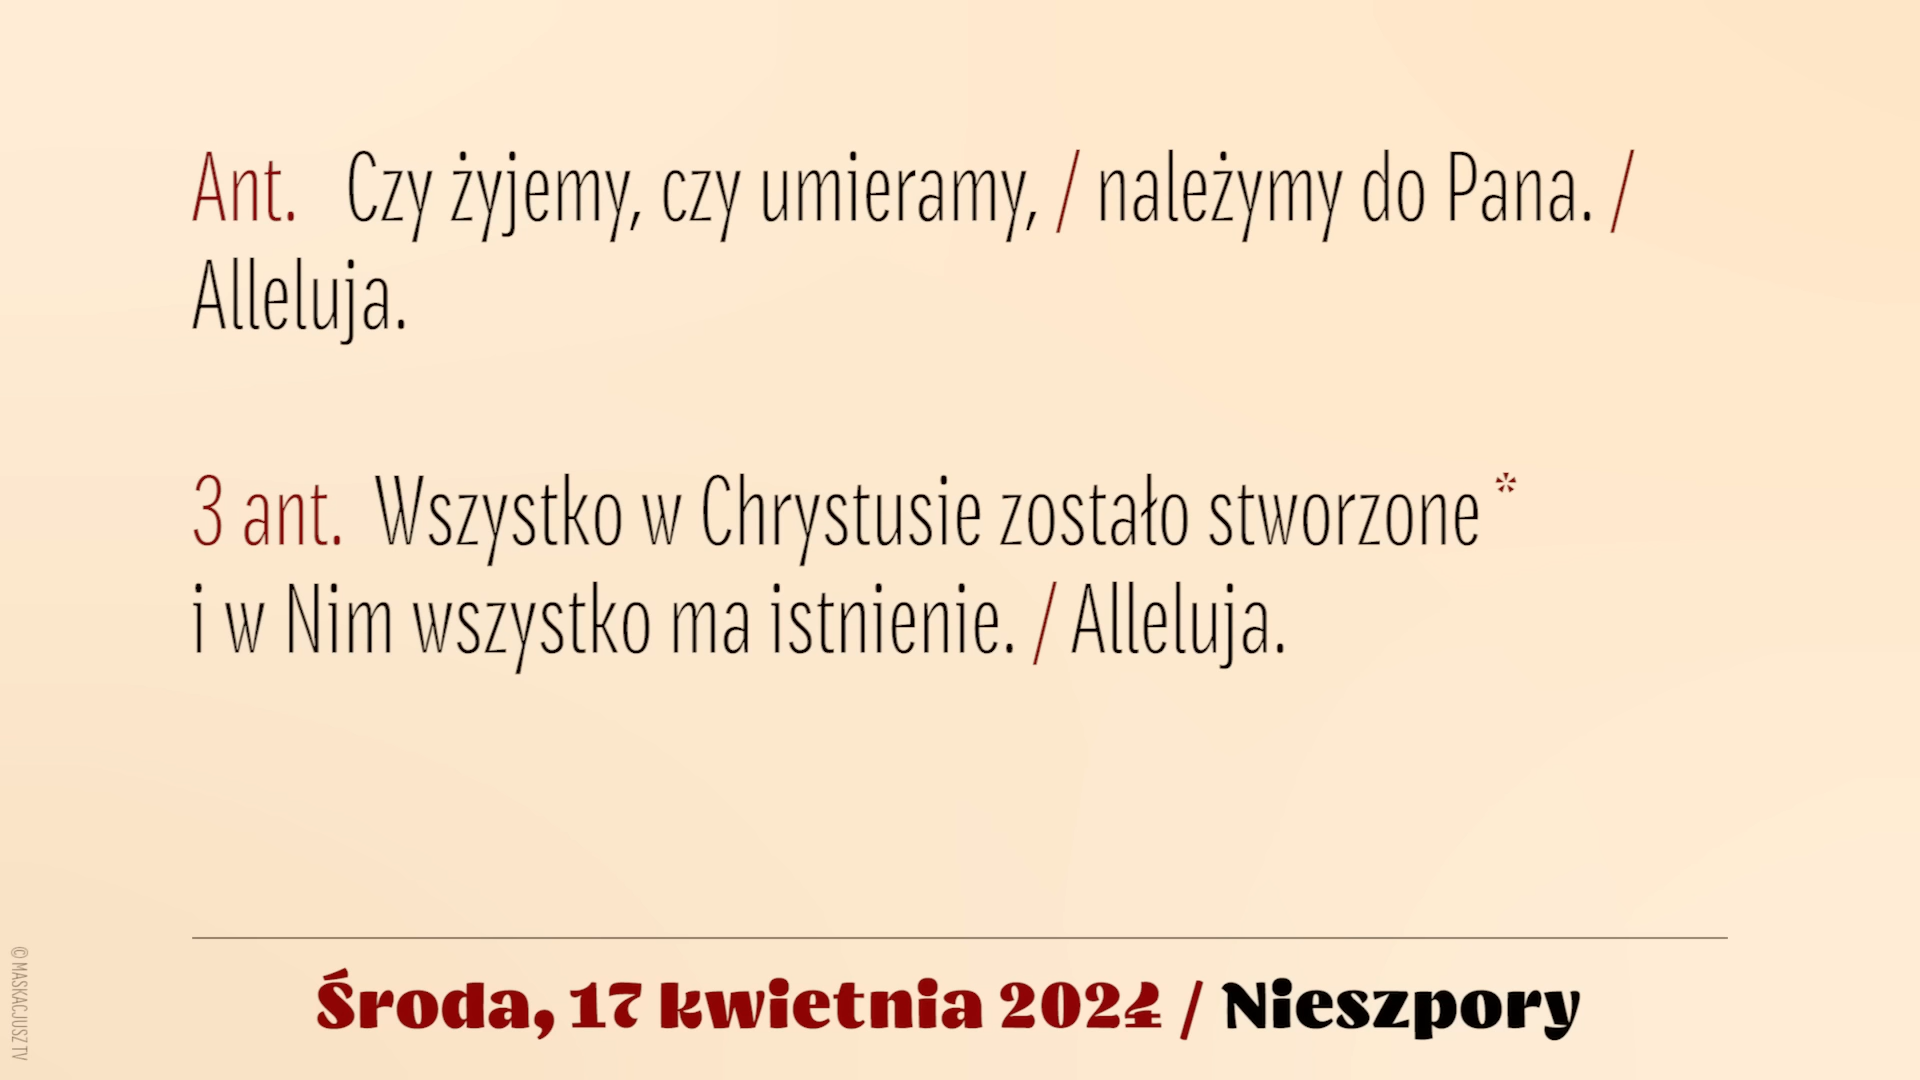 Ant. Czy żyjemy, czy umieramy, / należymy do Pana. /
Alleluja.
3 ant. Wszystko w Chrystusie zostało stworzone *
i w Nim wszystko ma istnienie. / Alleluja.
Środa, 17 kwietnia 2024 / Nieszpory
© MASKACJUSZ TV